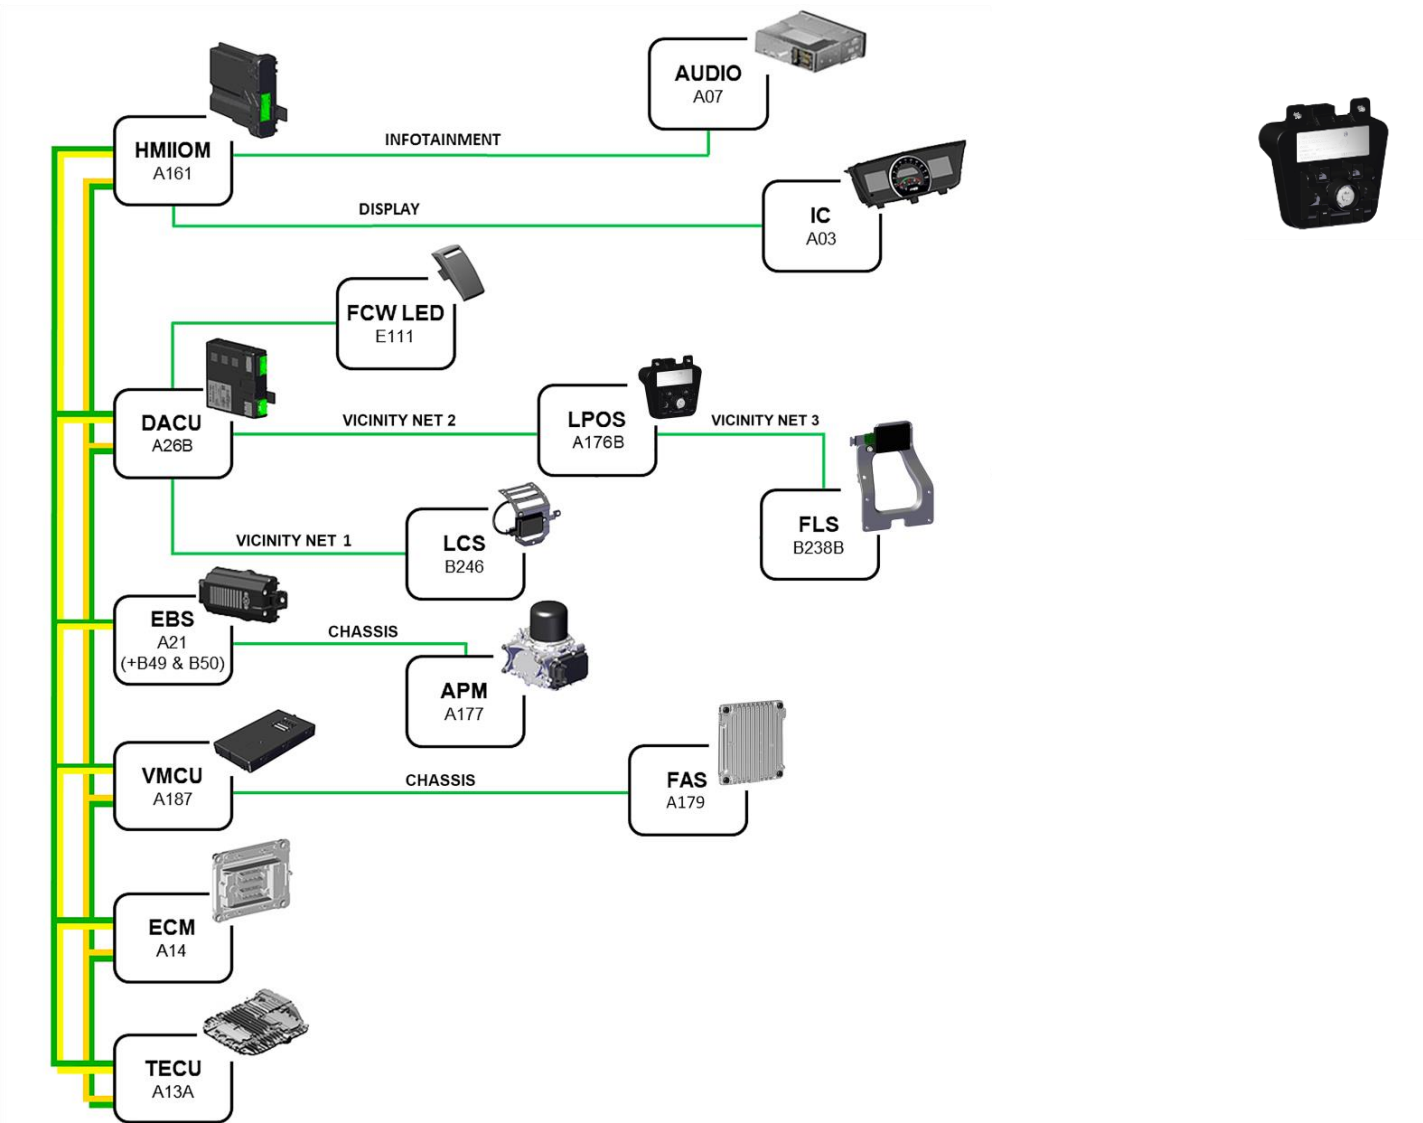 AUDIO
A07
HMIIOM
A161
INFOTAINMENT
DISPLAY
IC
A03
FCW LED
E111
DACU
A26B
VICINITY NET 2
LPOS
A176B
VICINITY NET 3
VICINITY NET 1
LCS
B246
FLS
B238B
EBS
A21
(+B49 & B50)
CHASSIS
APM
A177
VMCU
A187
CHASSIS
FAS
A179
ECM
A14
TECU
A13A